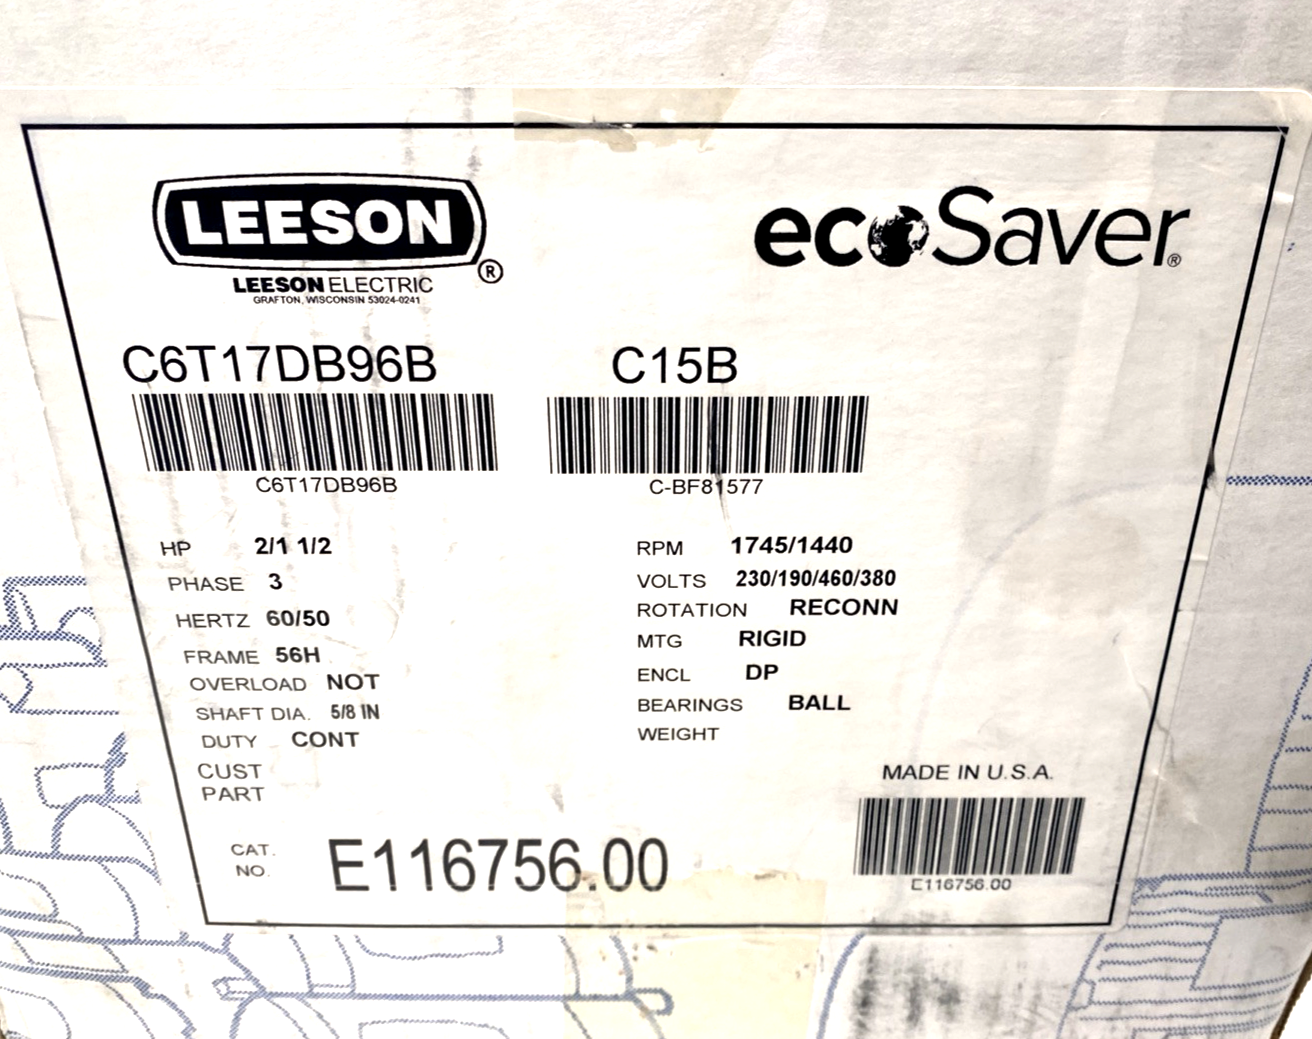 LEESON
®
LEESON ELECTRIC
GRAFTON, WISCONSIN 53024-0241
ecoSaver®
C6T17DB96B
C6T17DB96B
C15B
C-BF81577
HP 2/1 1/2
PHASE 3
HERTZ 60/50
FRAME 56H
OVERLOAD NOT
SHAFT DIA. 5/8 IN
DUTY CONT
CUST
PART
RPM 1745/1440
VOLTS 230/190/460/380
ROTATION RECONN
MTG RIGID
ENCL DP
BEARINGS BALL
WEIGHT
MADE IN U.S.A.
CAT.
NO.
E116756.00
E116756.00